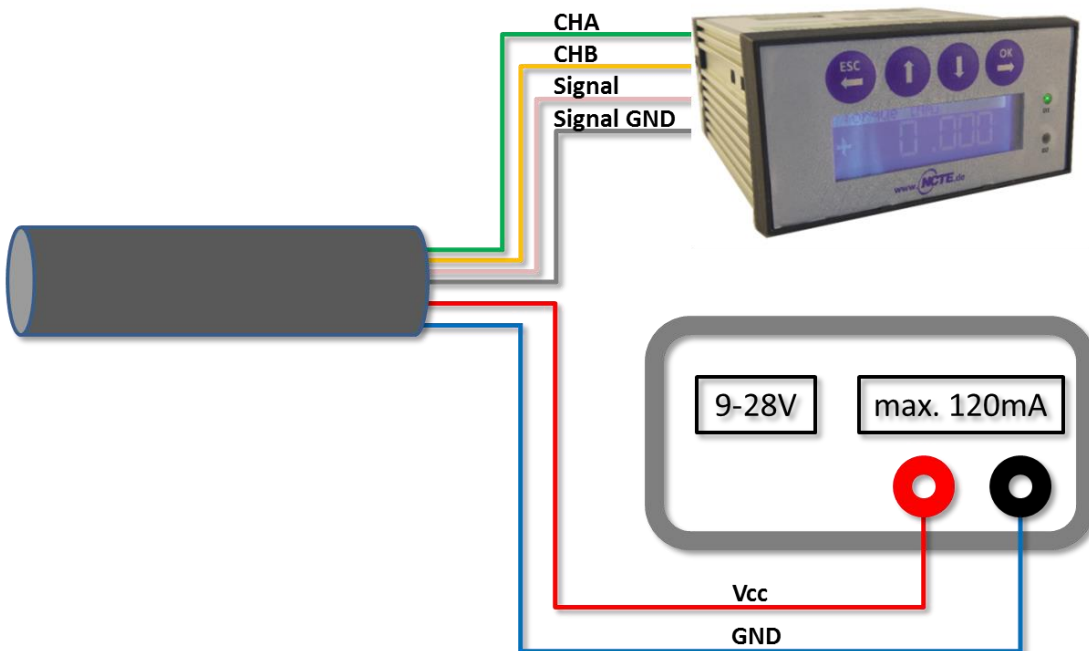 CHA
CHB
Signal
Signal GND
ESC
OK
+ 0.000
www.NCTE.de
9-28V
max. 120mA
Vcc
GND